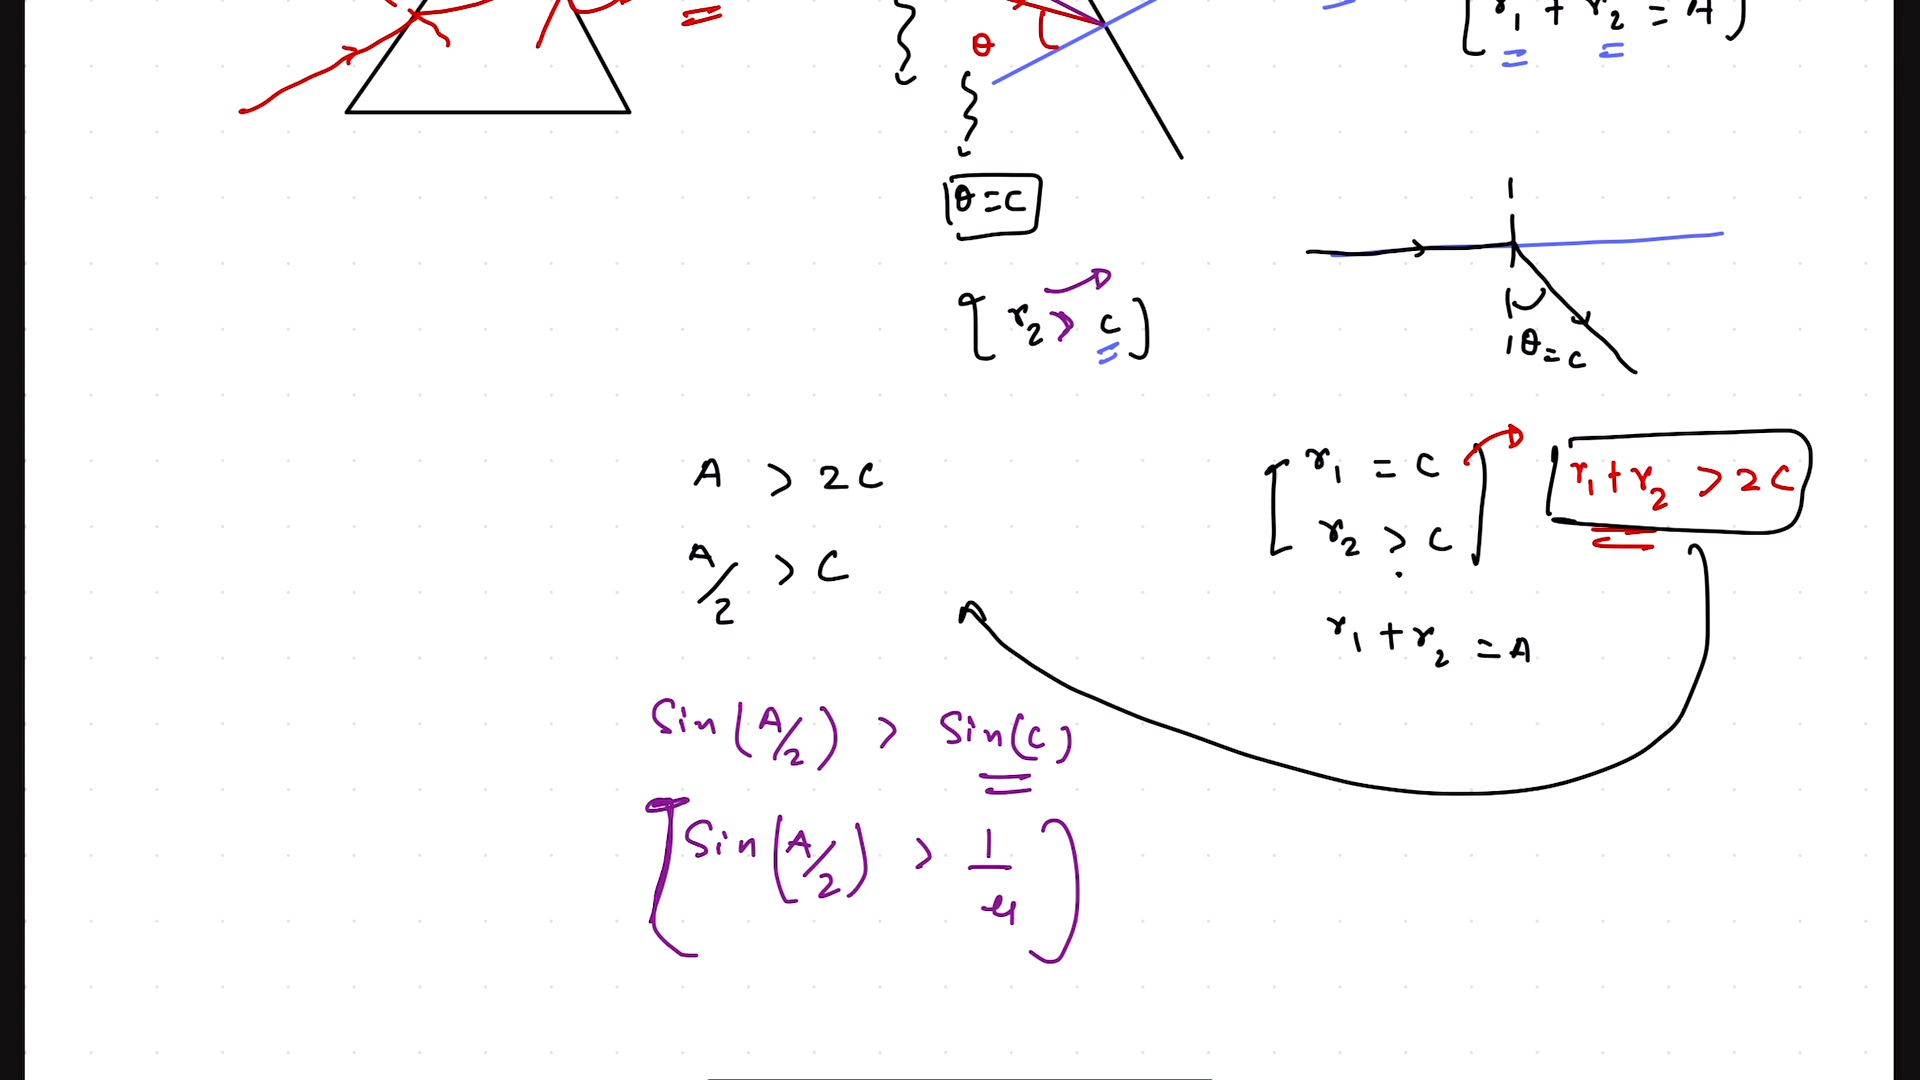 [r₁ + r₂ = A]
θ
θ = C
[r₂ > C]
θ = C
A > 2C
A/2 > C
[r₁ = C
r₂ > C]
r₁ + r₂ > 2C
r₁ + r₂ = A
Sin(A/2) > Sin(C)
[Sin(A/2) > 1/μ]